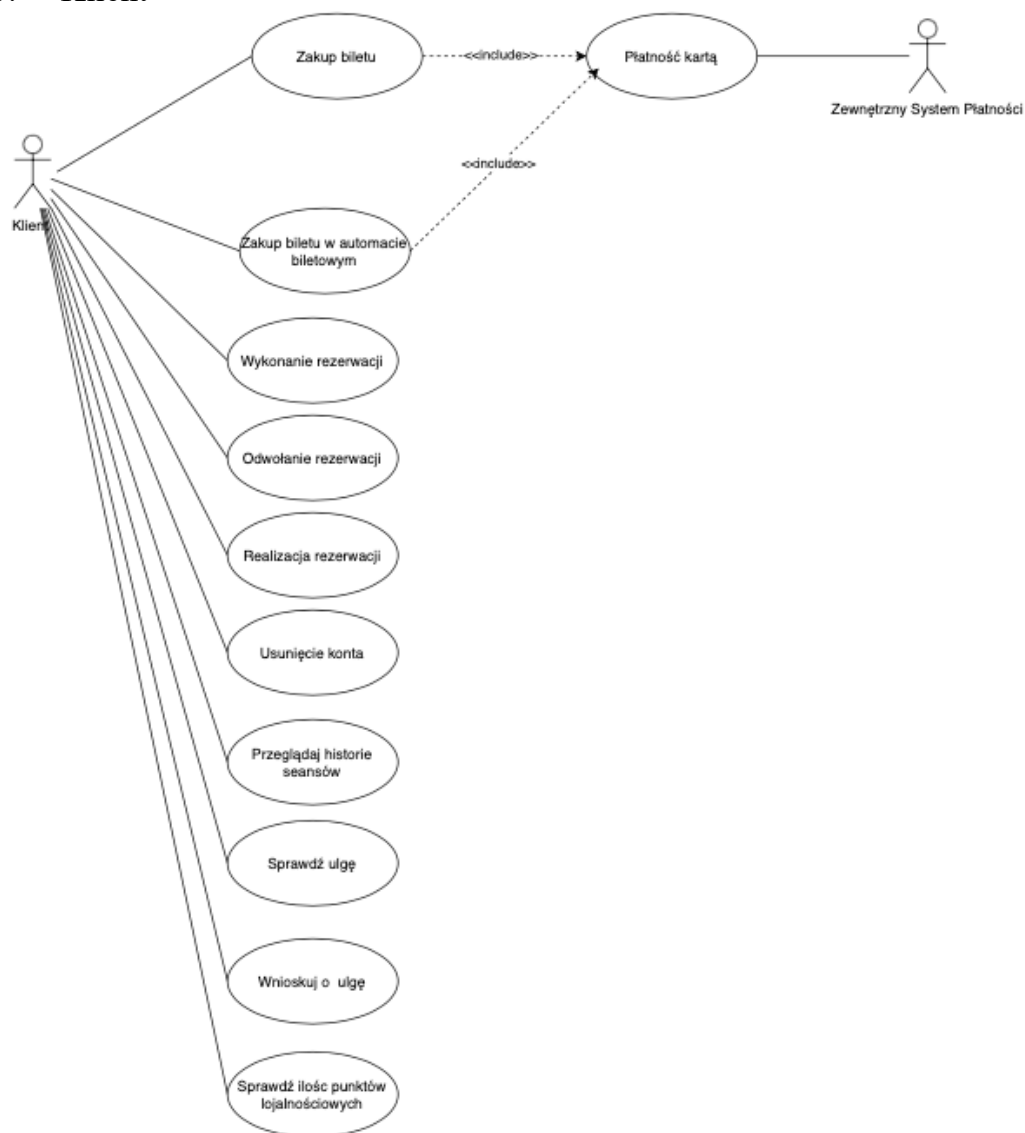 Zakup biletu
<<include>>
Płatność kartą
Zewnętrzny System Płatności
<<include>>
Klient
Zakup biletu w automacie
biletowym
Wykonanie rezerwacji
Odwołanie rezerwacji
Realizacja rezerwacji
Usunięcie konta
Przeglądaj historie
seansów
Sprawdź ulgę
Wnioskuj o ulgę
Sprawdź ilośc punktów
lojalnościowych